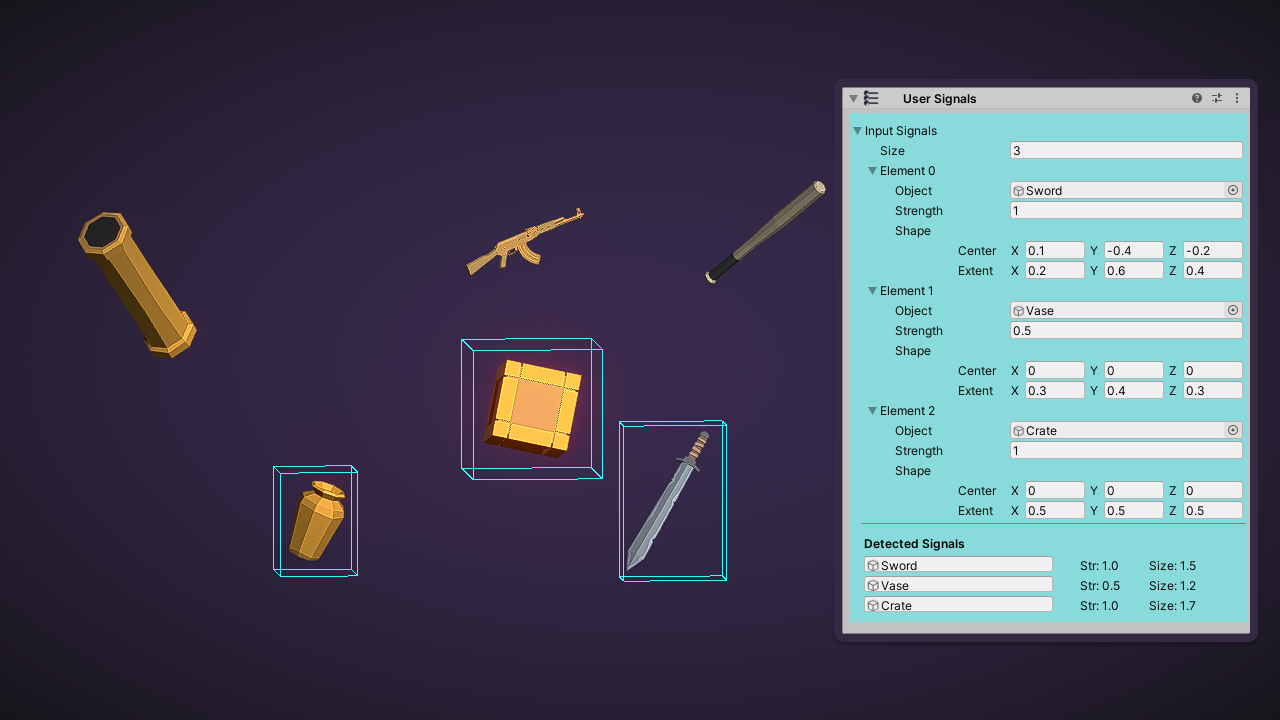 User Signals
Input Signals
Size 3
Element 0
Object Sword
Strength 1
Shape
Center X 0.1 Y -0.4 Z -0.2
Extent X 0.2 Y 0.6 Z 0.4
Element 1
Object Vase
Strength 0.5
Shape
Center X 0 Y 0 Z 0
Extent X 0.3 Y 0.4 Z 0.3
Element 2
Object Crate
Strength 1
Shape
Center X 0 Y 0 Z 0
Extent X 0.5 Y 0.5 Z 0.5
Detected Signals
Sword Str: 1.0 Size: 1.5
Vase Str: 0.5 Size: 1.2
Crate Str: 1.0 Size: 1.7